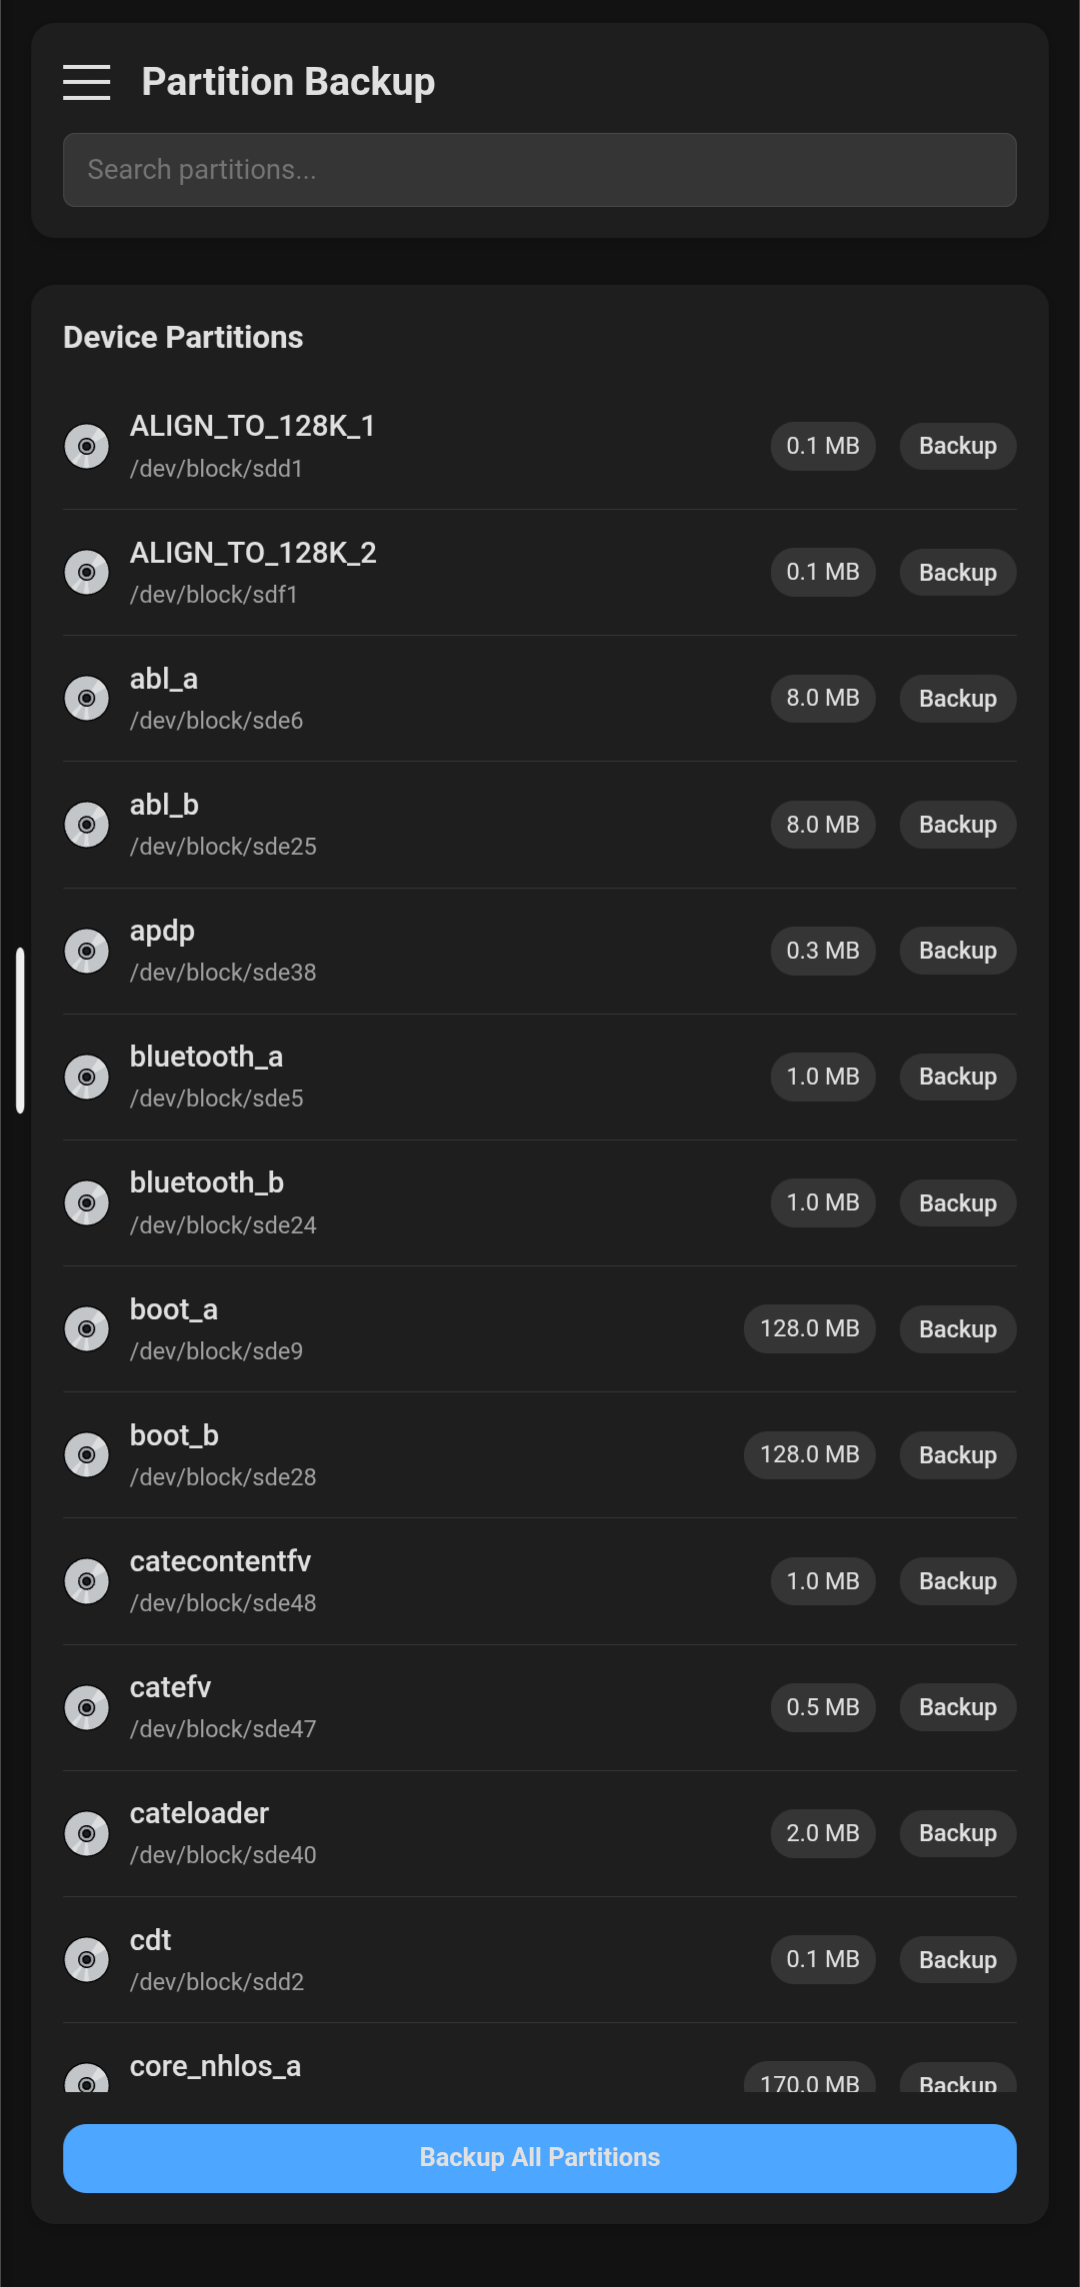 Partition Backup
Search partitions...
Device Partitions
ALIGN_TO_128K_1
/dev/block/sdd1
0.1 MB
Backup
ALIGN_TO_128K_2
/dev/block/sdf1
0.1 MB
Backup
abl_a
/dev/block/sde6
8.0 MB
Backup
abl_b
/dev/block/sde25
8.0 MB
Backup
apdp
/dev/block/sde38
0.3 MB
Backup
bluetooth_a
/dev/block/sde5
1.0 MB
Backup
bluetooth_b
/dev/block/sde24
1.0 MB
Backup
boot_a
/dev/block/sde9
128.0 MB
Backup
boot_b
/dev/block/sde28
128.0 MB
Backup
catecontentfv
/dev/block/sde48
1.0 MB
Backup
catefv
/dev/block/sde47
0.5 MB
Backup
cateloader
/dev/block/sde40
2.0 MB
Backup
cdt
/dev/block/sdd2
0.1 MB
Backup
core_nhlos_a
170.0 MB
Backup
Backup All Partitions